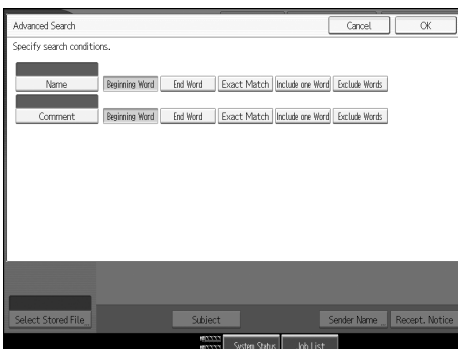 Advanced Search Cancel OK
Specify search conditions.
Name Beginning Word End Word Exact Match Include one Word Exclude Words
Comment Beginning Word End Word Exact Match Include one Word Exclude Words
Select Stored File Subject Sender Name Recept. Notice
System Status Job List